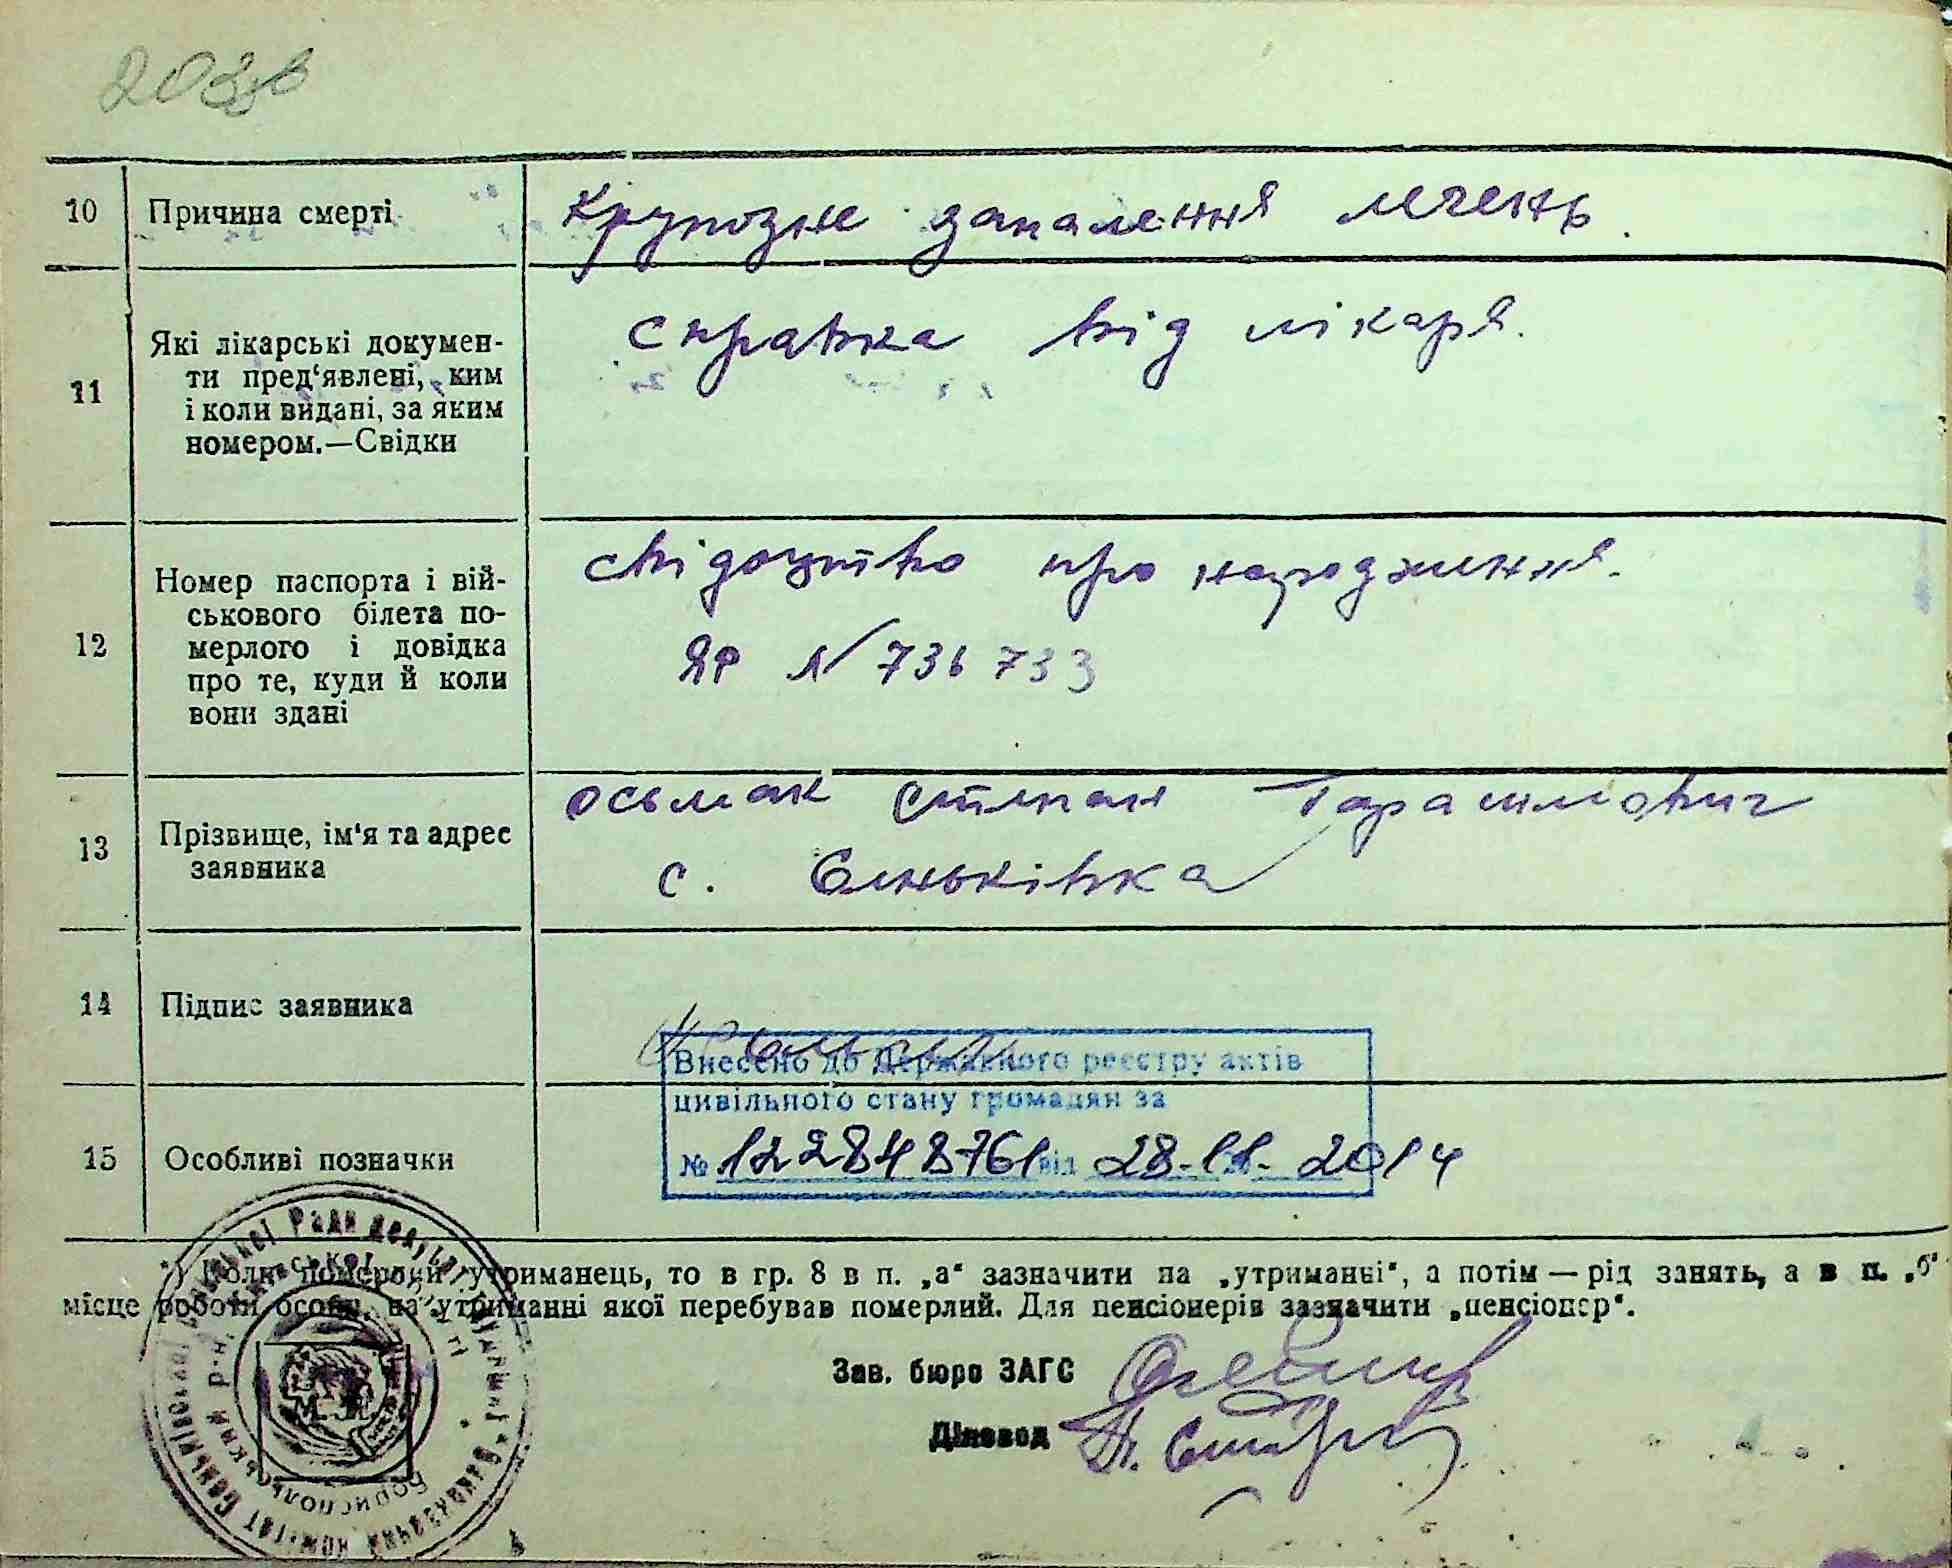 10 Причина смерті Крупозне запалення легень.
11 Які лікарські докумен-
ти пред‘явлені, ким
і коли видані, за яким
номером.—Свідки
справка від лікаря.
12 Номер паспорта і вій-
ськового білета по-
мерлого і довідка
про те, куди й коли
вони здані
свідоцтво про народження.
ЯР № 736 733
13 Прізвище, ім‘я та адрес
заявника
Осьмак Степан
с. Сеньківка
14 Підпис заявника
15 Особливі позначки
Внесено до Державного реєстру актів
цивільного стану громадян за
№ 122848761 від 28.11. 2014
*) Коли померлий утриманець, то в гр. 8 в п. „а“ зазначити на „утриманні“, а потім — рід занять, а в п. „б“
місце роботи особи, на утриманні якої перебував померлий. Для пенсіонерів зазначити „пенсіонер“.
Зав. бюро ЗАГС
Діловод